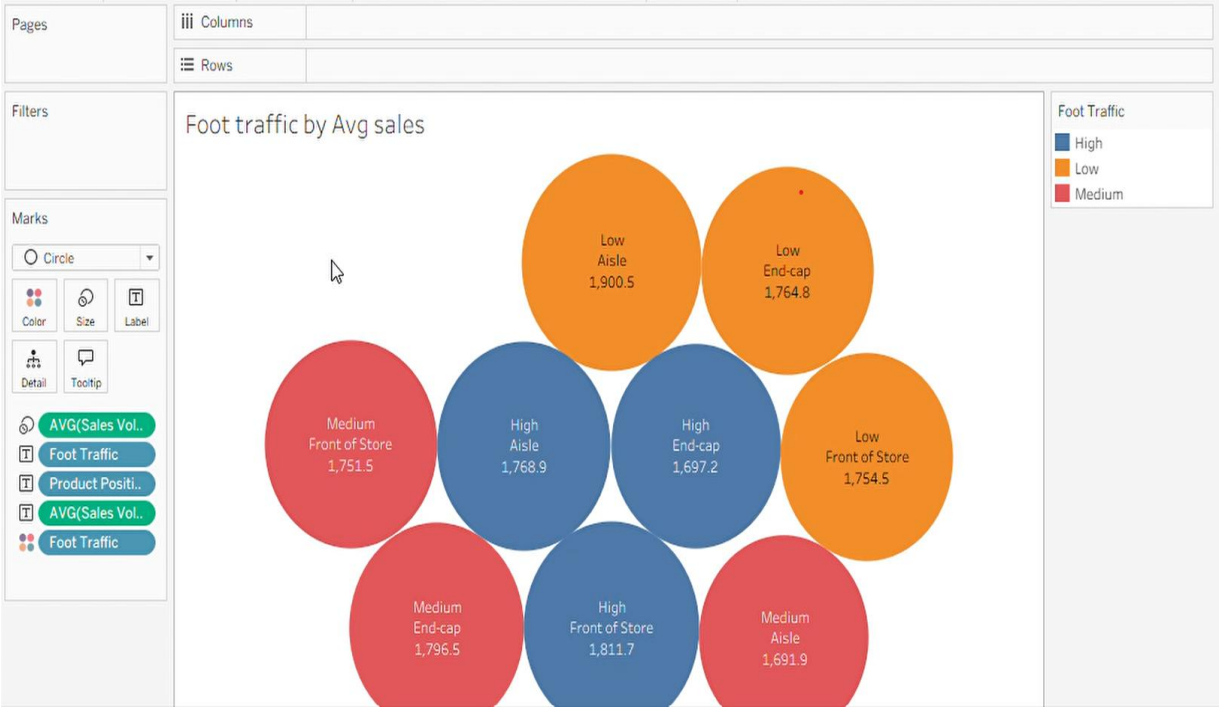 Pages
Columns
Rows
Filters
Foot traffic by Avg sales
Foot Traffic
High
Low
Medium
Marks
Circle
Color
Size
Label
Detail
Tooltip
AVG(Sales Vol..
Foot Traffic
Product Positi..
AVG(Sales Vol..
Foot Traffic
Low
Aisle
1,900.5
Low
End-cap
1,764.8
Medium
Front of Store
1,751.5
High
Aisle
1,768.9
High
End-cap
1,697.2
Low
Front of Store
1,754.5
Medium
End-cap
1,796.5
High
Front of Store
1,811.7
Medium
Aisle
1,691.9